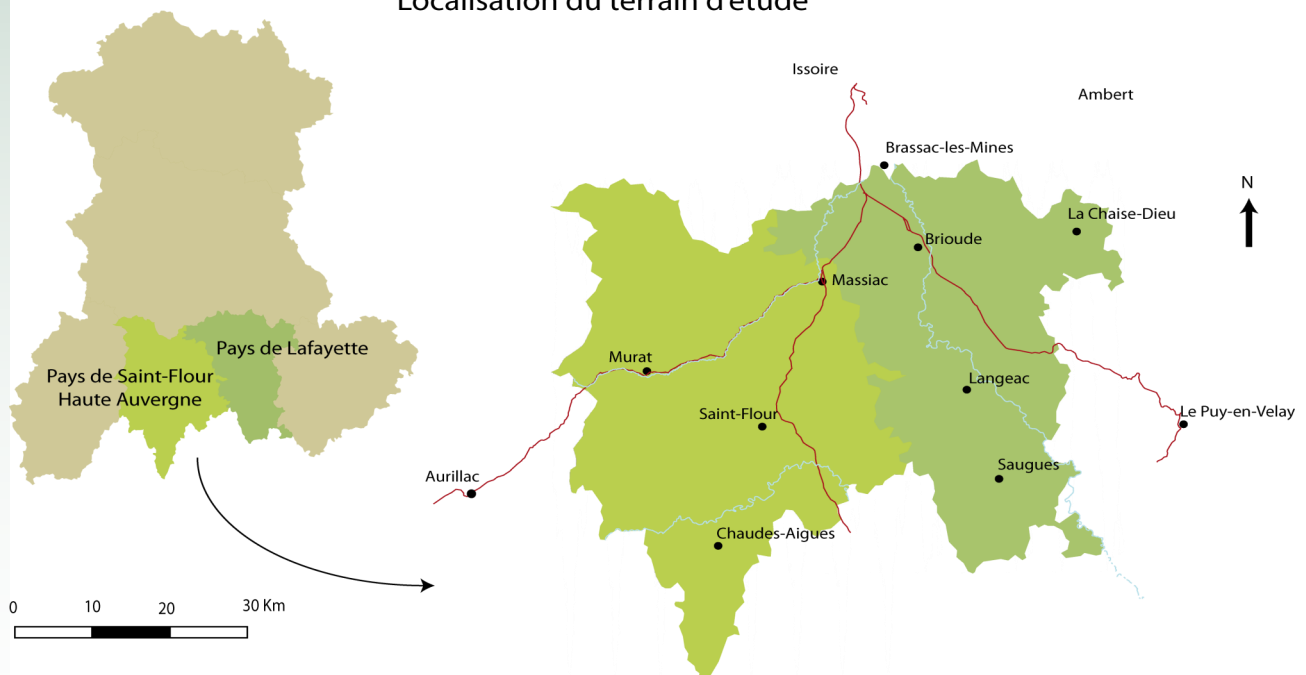 Localisation du terrain d'étude
Issoire
Ambert
Brassac-les-Mines
N
La Chaise-Dieu
Brioude
Massiac
Pays de Lafayette
Murat
Pays de Saint-Flour
Haute Auvergne
Langeac
Saint-Flour
Le Puy-en-Velay
Saugues
Aurillac
Chaudes-Aigues
0 10 20 30 Km